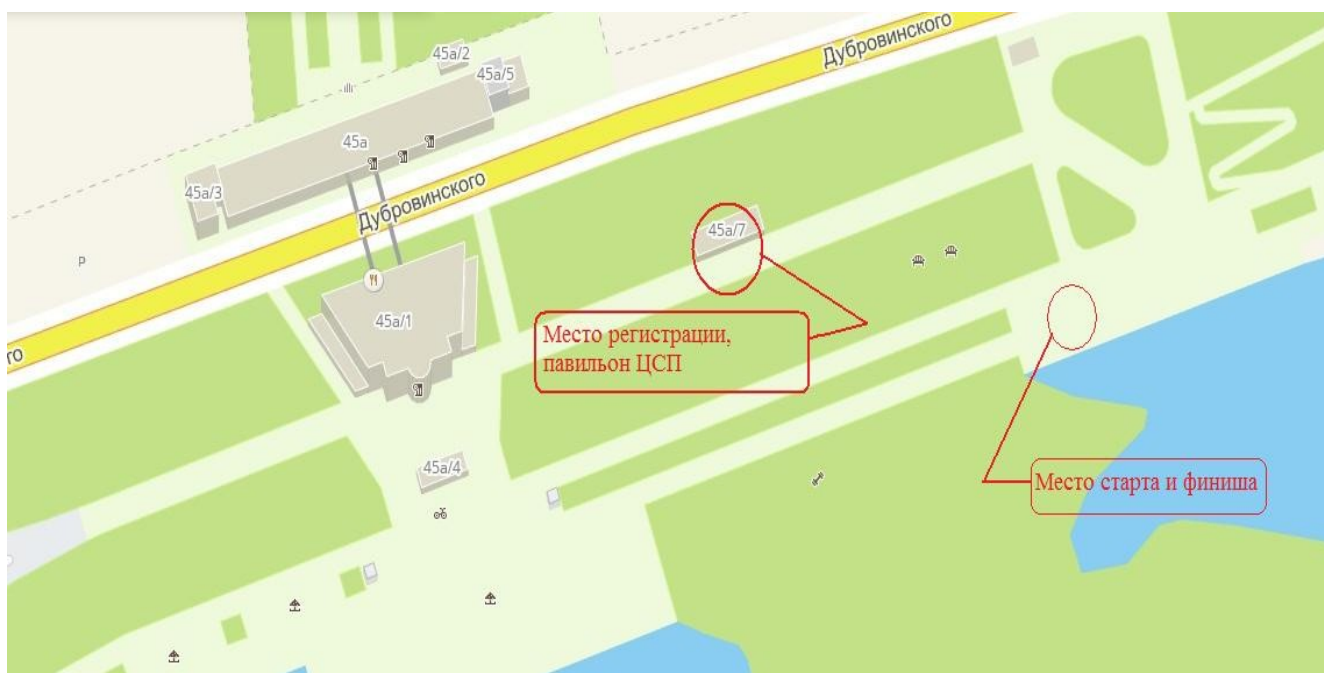 Дубровинского
45а/2
45а/5
45а
45а/3
Дубровинского
45а/7
P
45а/1
го
Место регистрации,
павильон ЦСП
45а/4
Место старта и финиша